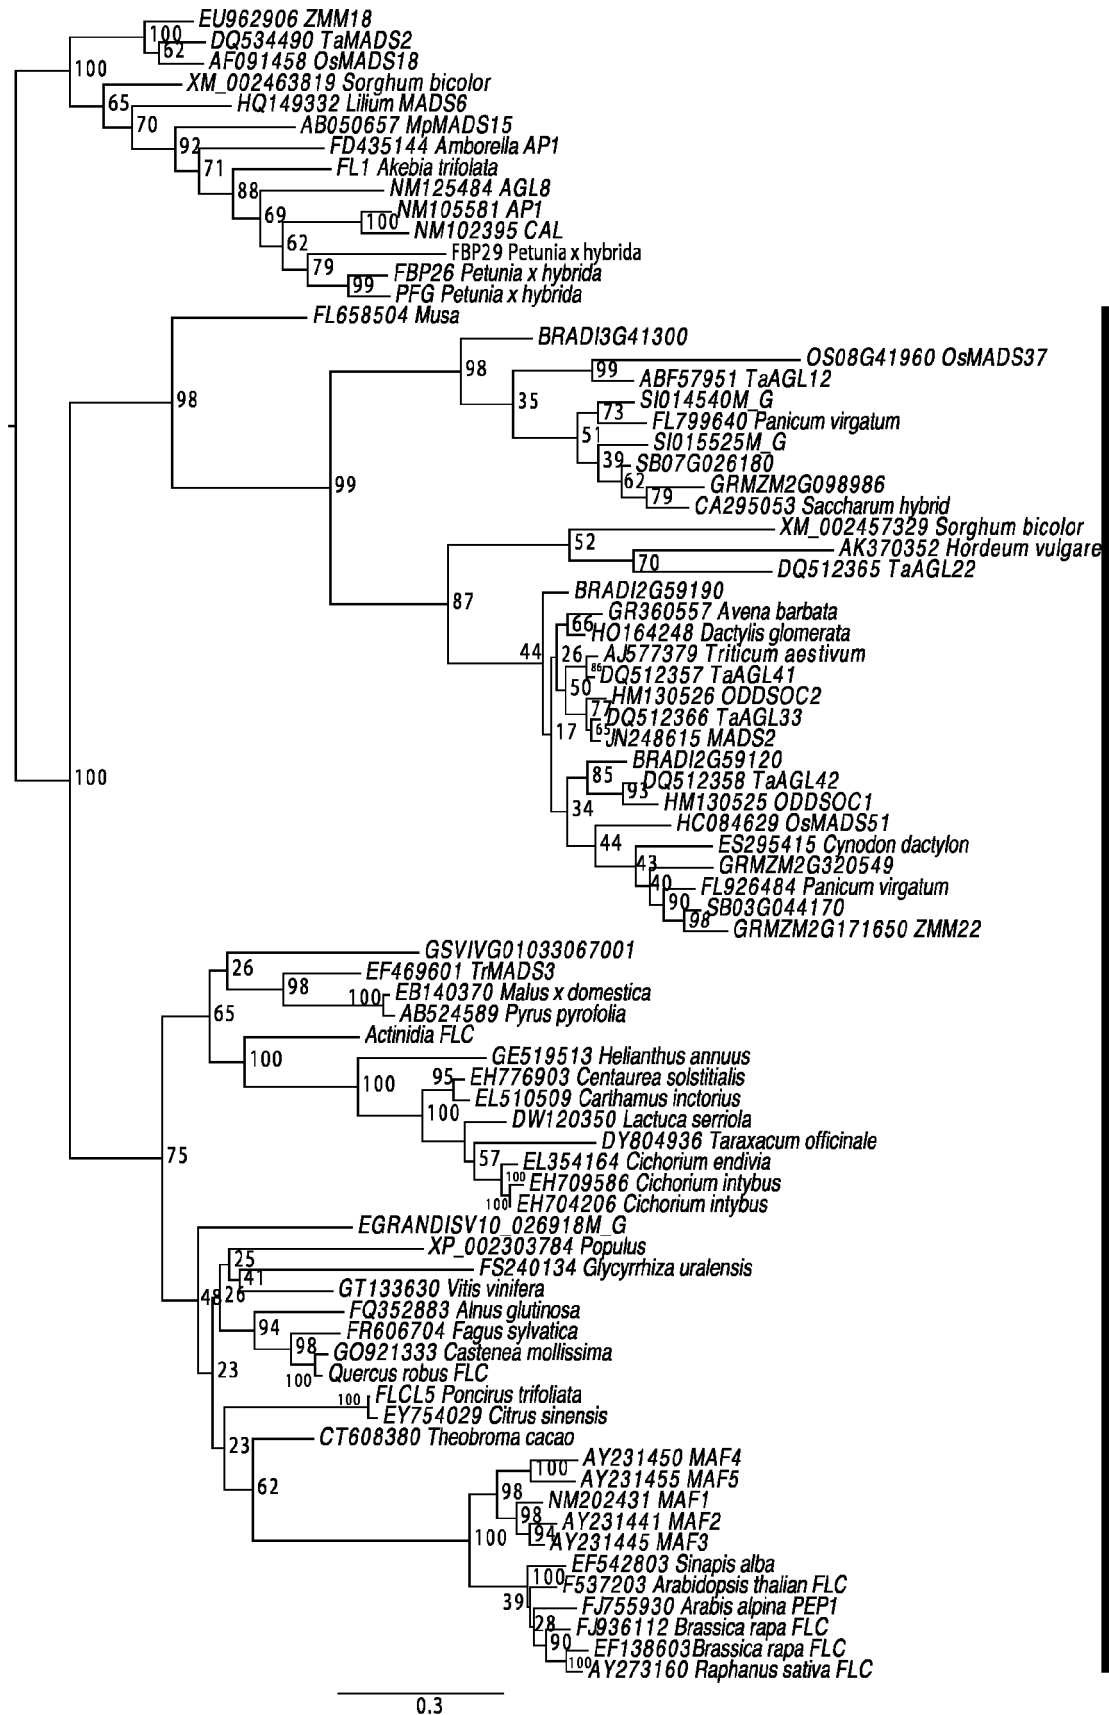 EU962906 ZMM18
100
DQ534490 TaMADS2
62
AF091458 OsMADS18
100
XM_002463819 Sorghum bicolor
65
HQ149332 Lilium MADS6
70
AB050657 MpMADS15
92
FD435144 Amborella AP1
71
FL1 Akebia trifolata
88
NM125484 AGL8
69
NM105581 AP1
100
NM102395 CAL
62
FBP29 Petunia x hybrida
79
FBP26 Petunia x hybrida
99
PFG Petunia x hybrida
FL658504 Musa
BRADI3G41300
98
OS08G41960 OsMADS37
99
ABF57951 TaAGL12
98
35
SI014540M_G
73
FL799640 Panicum virgatum
51
SI015525M_G
39
SB07G026180
62
GRMZM2G098986
99
79
CA295053 Saccharum hybrid
XM_002457329 Sorghum bicolor
52
AK370352 Hordeum vulgare
70
DQ512365 TaAGL22
87
BRADI2G59190
GR360557 Avena barbata
66
HO164248 Dactylis glomerata
44
26
AJ577379 Triticum aestivum
86
DQ512357 TaAGL41
50
HM130526 ODDSOC2
77
DQ512366 TaAGL33
65
17
JN248615 MADS2
BRADI2G59120
85
100
DQ512358 TaAGL42
93
HM130525 ODDSOC1
34
HC084629 OsMADS51
44
ES295415 Cynodon dactylon
43
GRMZM2G320549
40
FL926484 Panicum virgatum
90
SB03G044170
98
GRMZM2G171650 ZMM22
GSVIVG01033067001
26
EF469601 TrMADS3
98
EB140370 Malus x domestica
100
AB524589 Pyrus pyrofolia
65
Actinidia FLC
100
GE519513 Helianthus annuus
100
95
EH776903 Centaurea solstitialis
EL510509 Carthamus inctorius
100
DW120350 Lactuca serriola
DY804936 Taraxacum officinale
75
57
EL354164 Cichorium endivia
100
EH709586 Cichorium intybus
100
EH704206 Cichorium intybus
EGRANDISV10_026918M_G
XP_002303784 Populus
25
FS240134 Glycyrrhiza uralensis
41
GT133630 Vitis vinifera
48
26
FQ352883 Alnus glutinosa
94
FR606704 Fagus sylvatica
98
GO921333 Castenea mollissima
23
Quercus robus FLC
100
FLCL5 Poncirus trifoliata
100
EY754029 Citrus sinensis
CT608380 Theobroma cacao
23
AY231450 MAF4
100
AY231455 MAF5
62
98
NM202431 MAF1
98
AY231441 MAF2
94
AY231445 MAF3
100
EF542803 Sinapis alba
100
F537203 Arabidopsis thalian FLC
39
FJ755930 Arabis alpina PEP1
28
FJ936112 Brassica rapa FLC
90
EF138603Brassica rapa FLC
100
AY273160 Raphanus sativa FLC
0.3